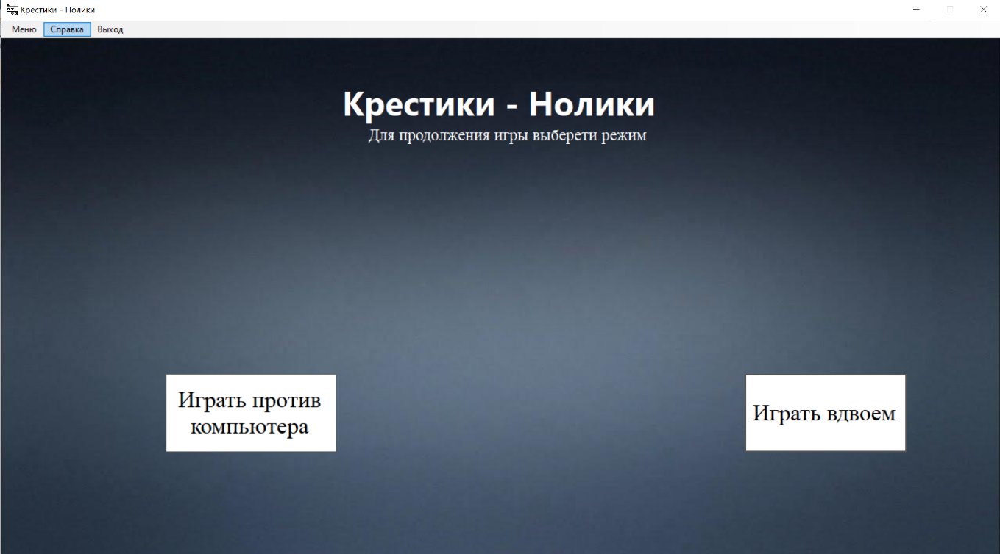 Крестики - Нолики
Меню Справка Выход
Крестики - Нолики
Для продолжения игры выберети режим
Играть против
компьютера
Играть вдвоем